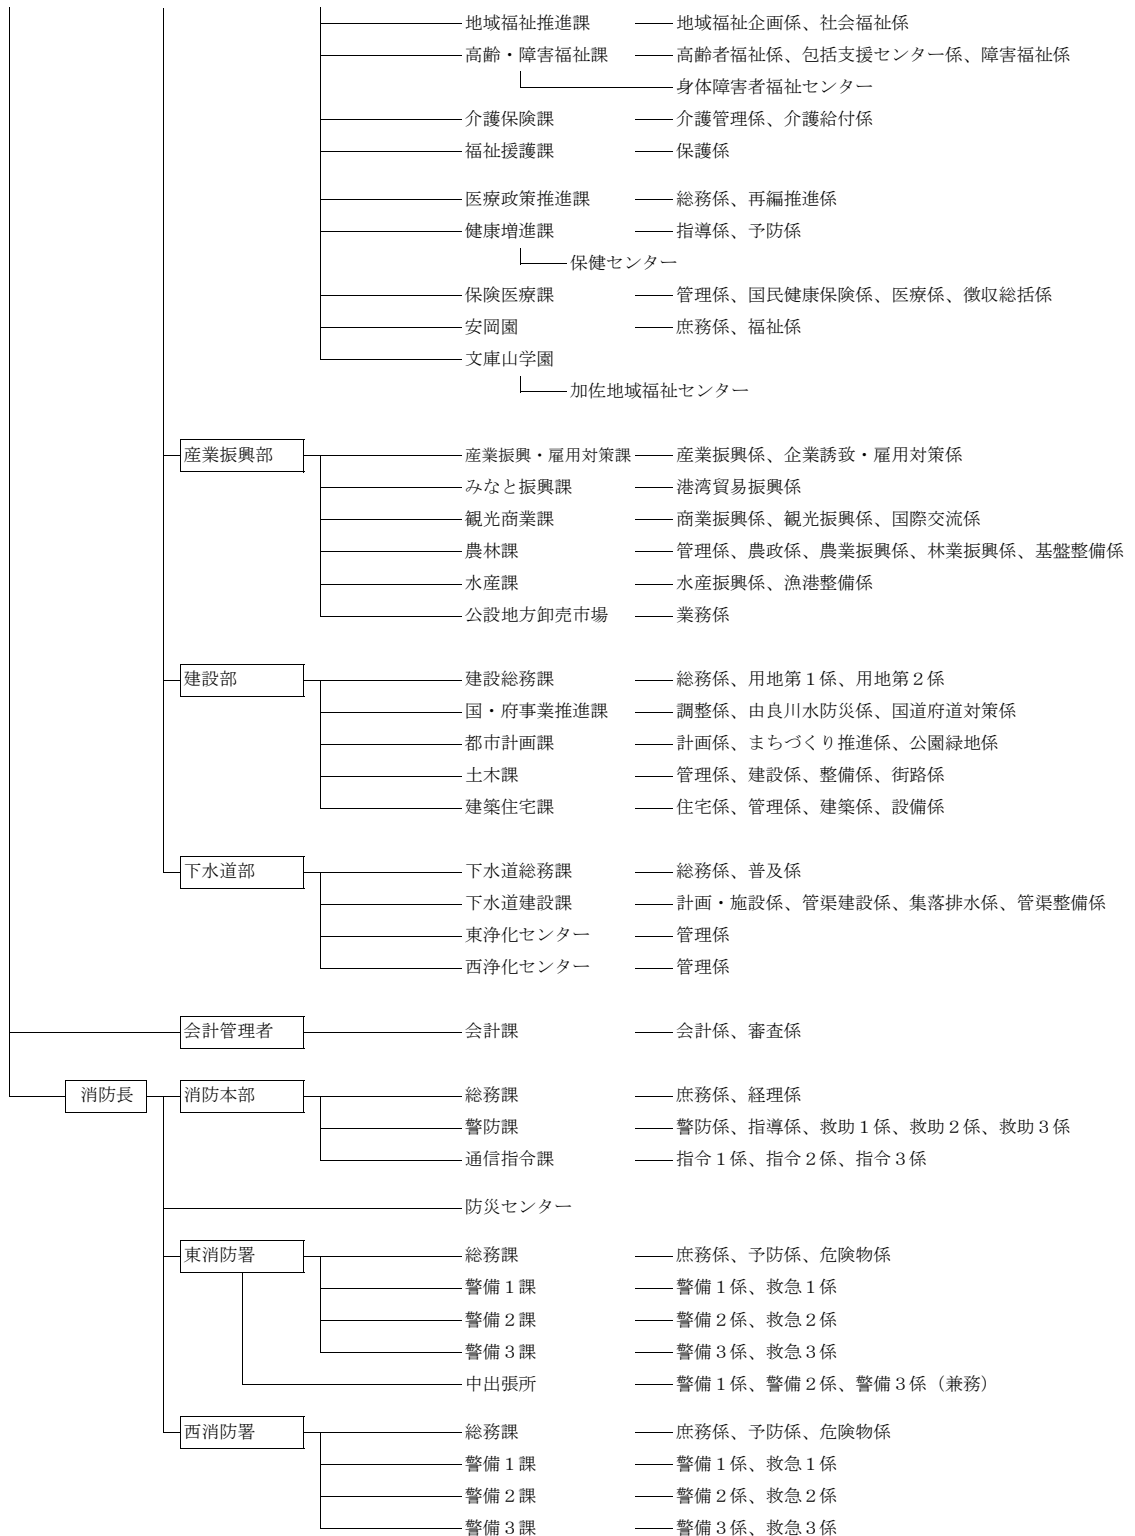 地域福祉推進課 地域福祉企画係、社会福祉係
高齢・障害福祉課 高齢者福祉係、包括支援センター係、障害福祉係
身体障害者福祉センター
介護保険課 介護管理係、介護給付係
福祉援護課 保護係
医療政策推進課 総務係、再編推進係
健康増進課 指導係、予防係
保健センター
保険医療課 管理係、国民健康保険係、医療係、徴収総括係
安岡園 庶務係、福祉係
文庫山学園
加佐地域福祉センター
産業振興部 産業振興・雇用対策課 産業振興係、企業誘致・雇用対策係
みなと振興課 港湾貿易振興係
観光商業課 商業振興係、観光振興係、国際交流係
農林課 管理係、農政係、農業振興係、林業振興係、基盤整備係
水産課 水産振興係、漁港整備係
公設地方卸売市場 業務係
建設部 建設総務課 総務係、用地第1係、用地第2係
国・府事業推進課 調整係、由良川水防災係、国道府道対策係
都市計画課 計画係、まちづくり推進係、公園緑地係
土木課 管理係、建設係、整備係、街路係
建築住宅課 住宅係、管理係、建築係、設備係
下水道部 下水道総務課 総務係、普及係
下水道建設課 計画・施設係、管渠建設係、集落排水係、管渠整備係
東浄化センター 管理係
西浄化センター 管理係
会計管理者 会計課 会計係、審査係
消防長 消防本部 総務課 庶務係、経理係
警防課 警防係、指導係、救助1係、救助2係、救助3係
通信指令課 指令1係、指令2係、指令3係
防災センター
東消防署 総務課 庶務係、予防係、危険物係
警備1課 警備1係、救急1係
警備2課 警備2係、救急2係
警備3課 警備3係、救急3係
中出張所 警備1係、警備2係、警備3係(兼務)
西消防署 総務課 庶務係、予防係、危険物係
警備1課 警備1係、救急1係
警備2課 警備2係、救急2係
警備3課 警備3係、救急3係